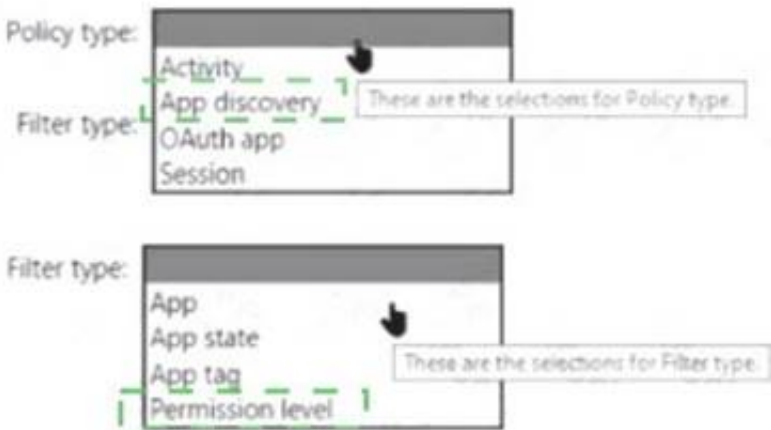 Policy type:
Activity
App discovery
These are the selections for Policy type.
Filter type:
OAuth app
Session
Filter type:
App
App state
These are the selections for Filter type.
App tag
Permission level